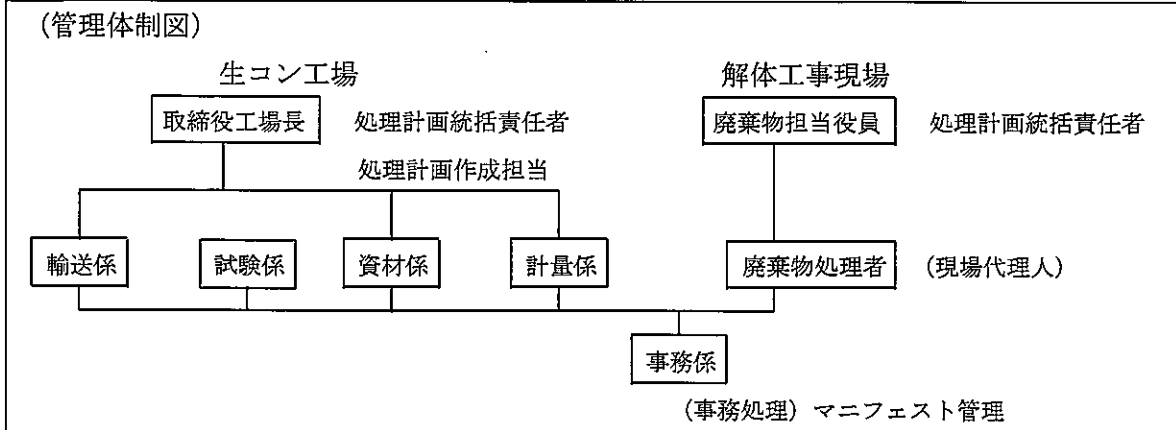 (管理体制図)
生コン工場 解体工事現場
取締役工場長 処理計画統括責任者 廃棄物担当役員 処理計画統括責任者
処理計画作成担当
輸送係 試験係 資材係 計量係 廃棄物処理者 (現場代理人)
事務係
(事務処理) マニフェスト管理